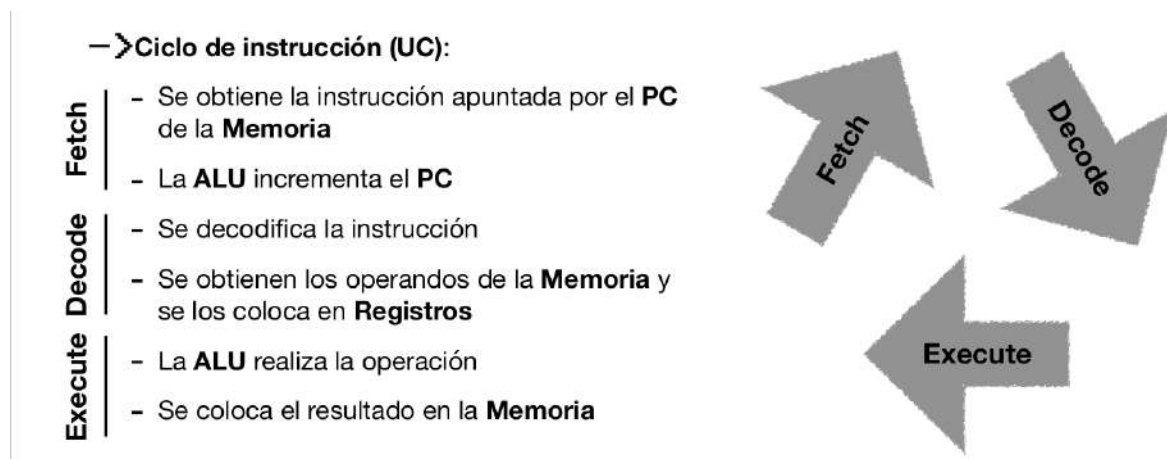 Ciclo de instrucción (UC):
Fetch
- Se obtiene la instrucción apuntada por el PC
de la Memoria
- La ALU incrementa el PC
Decode
- Se decodifica la instrucción
- Se obtienen los operandos de la Memoria y
se los coloca en Registros
Execute
- La ALU realiza la operación
- Se coloca el resultado en la Memoria
Fetch
Decode
Execute